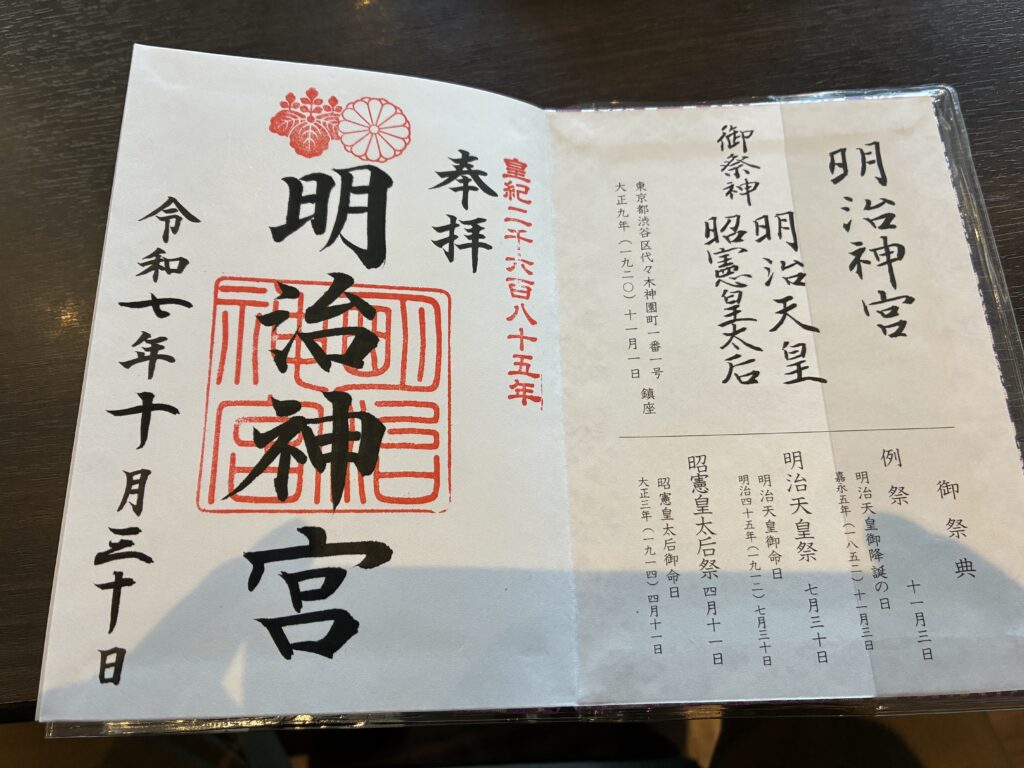 明治神宮
御祭神
明治天皇
昭憲皇太后
東京都渋谷区代々木神園町一番一号
大正九年（一九二〇）十一月一日 鎮座
御祭典
例祭 十一月三日
明治天皇御降誕の日
嘉永五年（一八五二）十一月三日
明治天皇祭 七月三十日
明治天皇御命日
明治四十五年（一九一二）七月三十日
昭憲皇太后祭 四月十一日
昭憲皇太后御命日
大正三年（一九一四）四月十一日
皇紀二千六百八十五年
奉拝
明治神宮
明治神宮
令和七年十月三十日